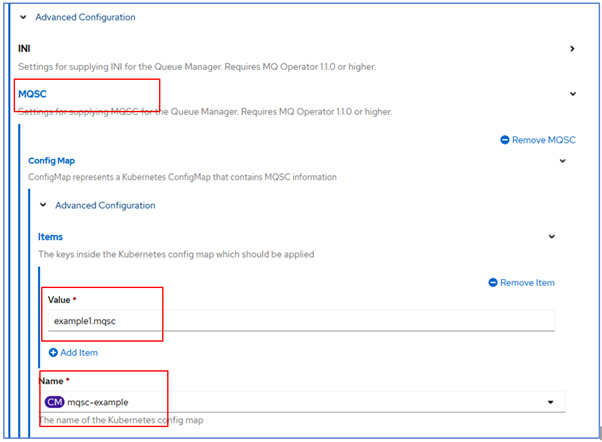 Advanced Configuration
INI
Settings for supplying INI for the Queue Manager. Requires MQ Operator 1.1.0 or higher.
MQSC
Settings for supplying MQSC for the Queue Manager. Requires MQ Operator 1.1.0 or higher.
Remove MQSC
Config Map
ConfigMap represents a Kubernetes ConfigMap that contains MQSC information
Advanced Configuration
Items
The keys inside the Kubernetes config map which should be applied
Remove Item
Value *
example1.mqsc
Add Item
Name *
CM mqsc-example
The name of the Kubernetes config map